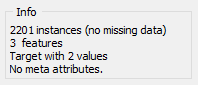 Info
2201 instances (no missing data)
3 features
Target with 2 values
No meta attributes.